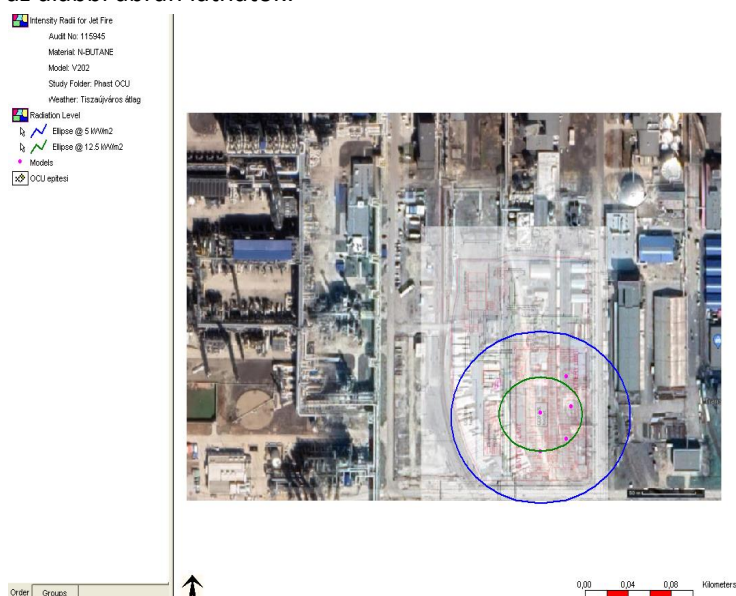 az alábbi ábrán láthatók.
Intensity Radii for Jet Fire
Audit No: 115945
Material: N-BUTANE
Model: V202
Study Folder: Phast OCU
Weather: Tiszaújváros átlag
Radiation Level
Ellipse @ 5 kW/m2
Ellipse @ 12.5 kW/m2
Models
OCU epitesi
Order Groups
0,00 0,04 0,08 Kilometers